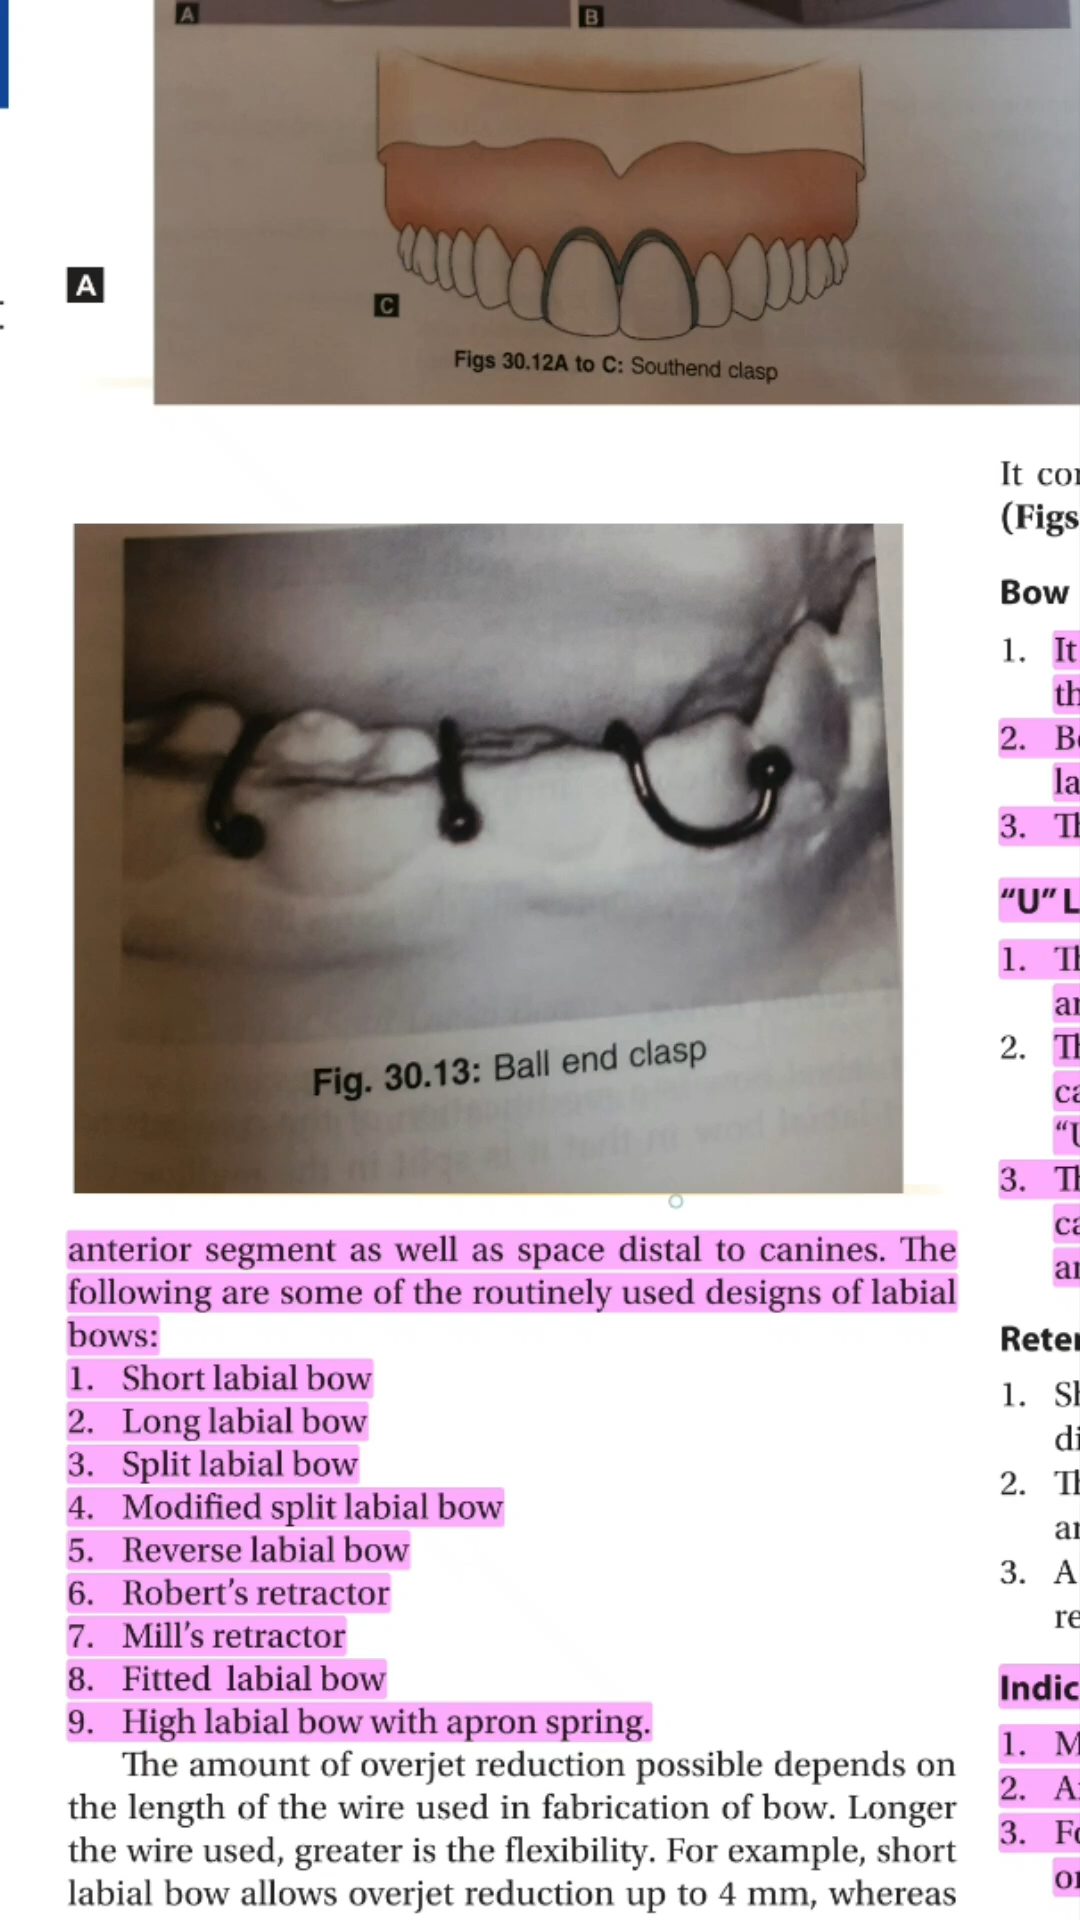 A
B
A
C
Figs 30.12A to C: Southend clasp
Fig. 30.13: Ball end clasp
anterior segment as well as space distal to canines. The
following are some of the routinely used designs of labial
bows:
1. Short labial bow
2. Long labial bow
3. Split labial bow
4. Modified split labial bow
5. Reverse labial bow
6. Robert's retractor
7. Mill's retractor
8. Fitted labial bow
9. High labial bow with apron spring.
The amount of overjet reduction possible depends on
the length of the wire used in fabrication of bow. Longer
the wire used, greater is the flexibility. For example, short
labial bow allows overjet reduction up to 4 mm, whereas
It
(Figs
Bow
1. It
2.
3.
“U”
1.
2.
3.
1.
2.
3. A
1.
2.
3.